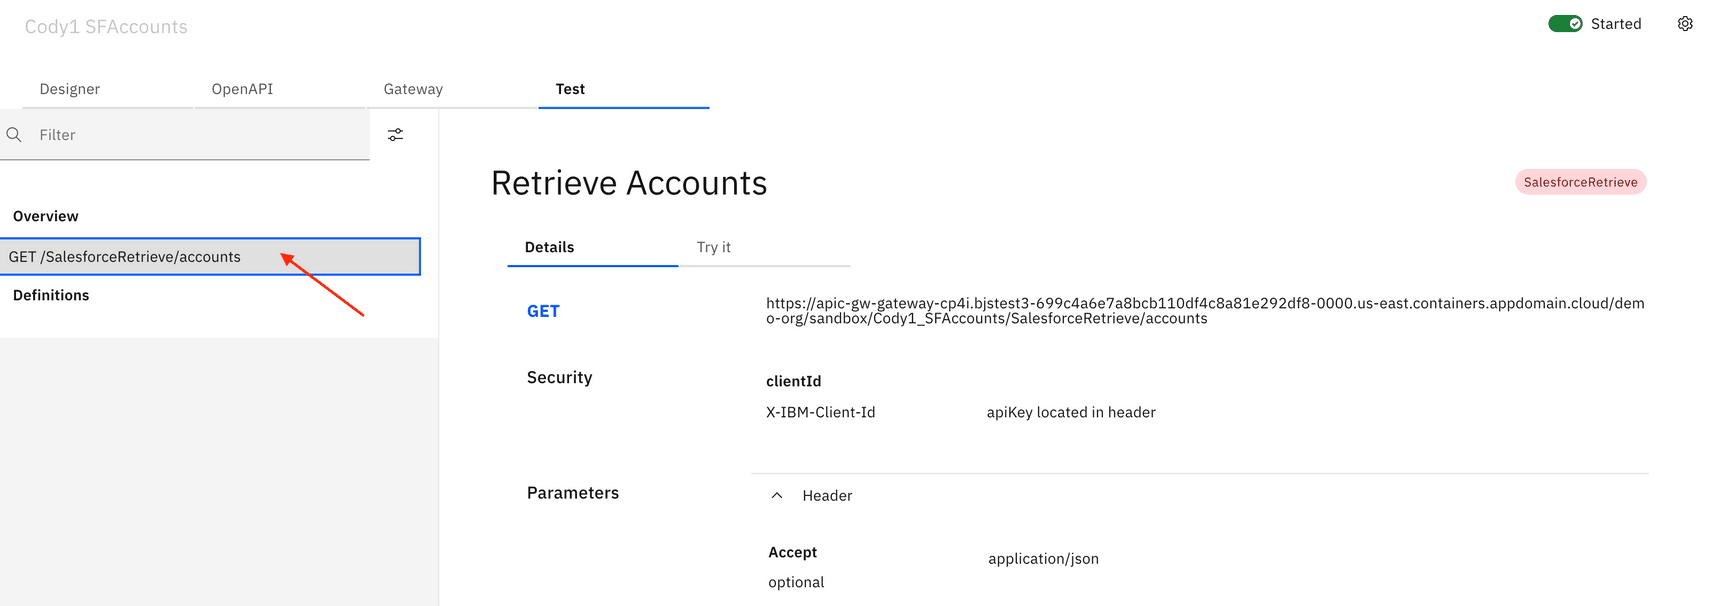 Cody1 SFAccounts
Started
Designer
OpenAPI
Gateway
Test
Filter
Overview
GET /SalesforceRetrieve/accounts
Definitions
Retrieve Accounts
SalesforceRetrieve
Details
Try it
GET
https://apic-gw-gateway-cp4i.bjstest3-699c4a6e7a8bcb110df4c8a81e292df8-0000.us-east.containers.appdomain.cloud/dem
o-org/sandbox/Cody1_SFAccounts/SalesforceRetrieve/accounts
Security
clientId
X-IBM-Client-Id
apiKey located in header
Parameters
Header
Accept
application/json
optional